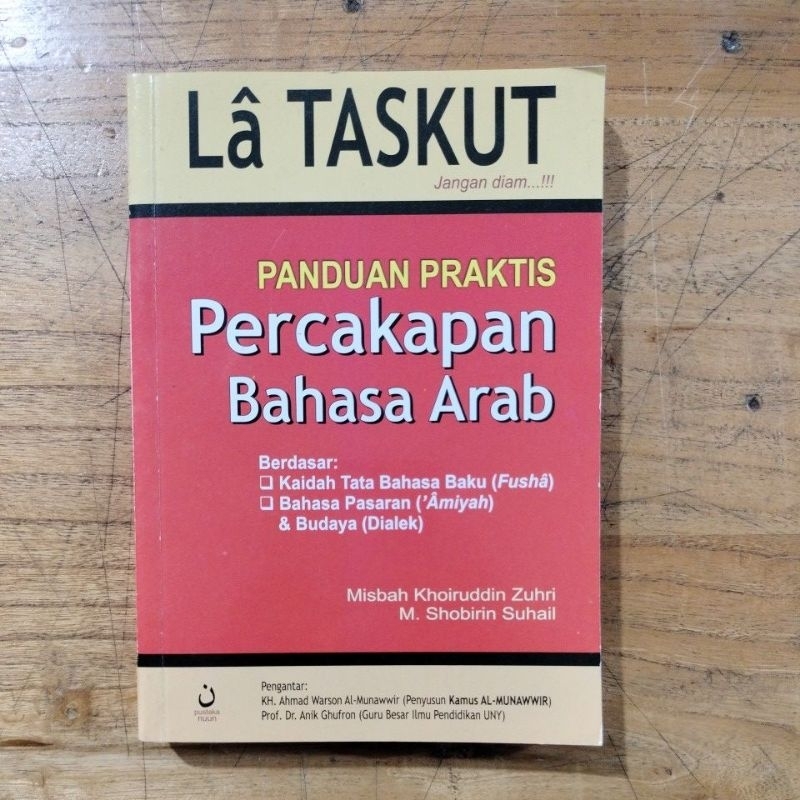 Lâ TASKUT
Jangan diam...!!!
PANDUAN PRAKTIS
Percakapan
Bahasa Arab
Berdasar:
❑ Kaidah Tata Bahasa Baku (Fushâ)
❑ Bahasa Pasaran ('Âmiyah)
& Budaya (Dialek)
Misbah Khoiruddin Zuhri
M. Shobirin Suhail
ن
pustaka
nuun
Pengantar:
KH. Ahmad Warson Al-Munawwir (Penyusun Kamus AL-MUNAWWIR)
Prof. Dr. Anik Ghufron (Guru Besar Ilmu Pendidikan UNY)